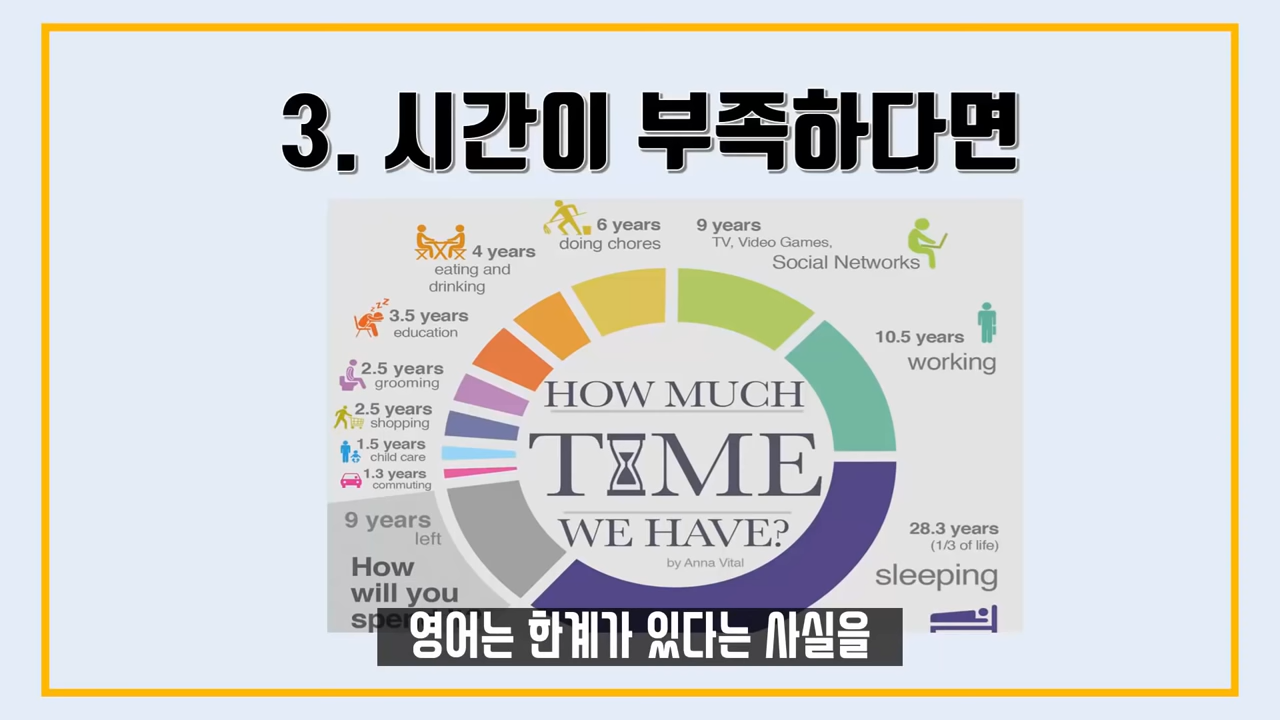 3. 시간이 부족하다면
6 years
doing chores
9 years
TV, Video Games,
Social Networks
4 years
eating and
drinking
3.5 years
education
10.5 years
working
2.5 years
grooming
2.5 years
shopping
1.5 years
child care
1.3 years
commuting
HOW MUCH
TIME
WE HAVE?
by Anna Vital
9 years
left
How
will you
28.3 years
(1/3 of life)
sleeping
영어는 한계가 있다는 사실을